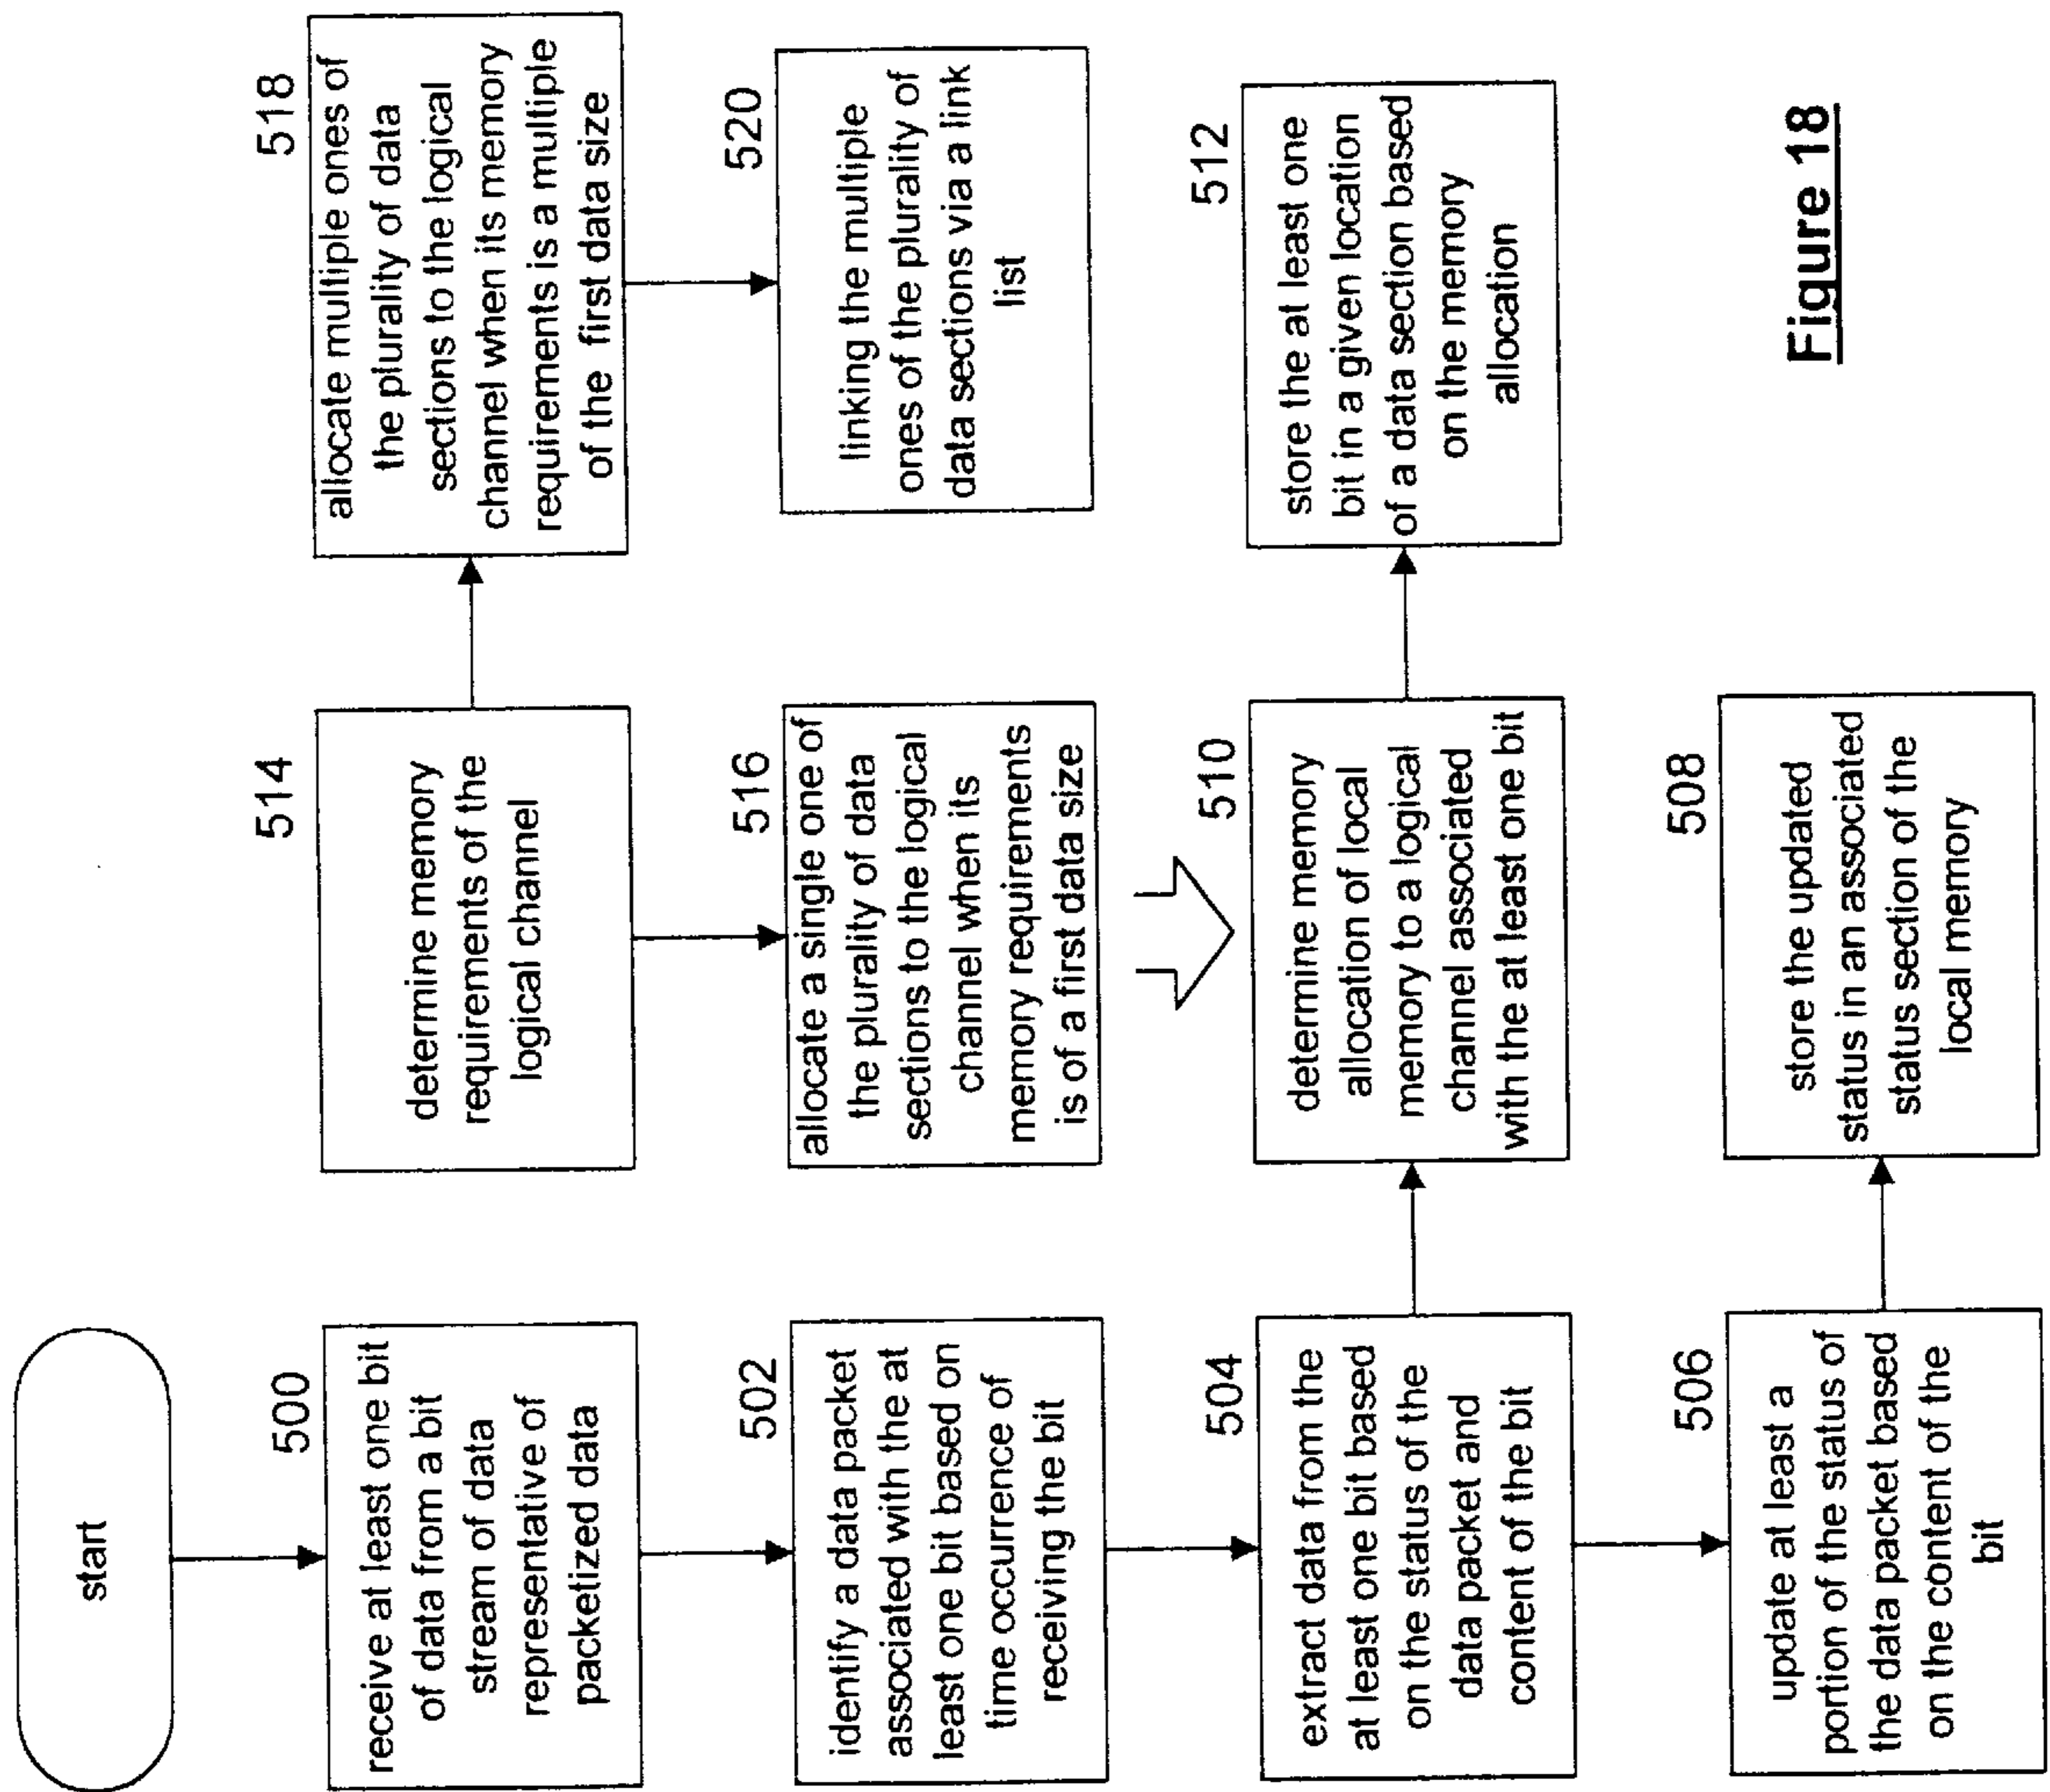 start
500
receive at least one bit
of data from a bit
stream of data
representative of
packetized data
502
identify a data packet
associated with the at
least one bit based on
time occurrence of
receiving the bit
504
extract data from the
at least one bit based
on the status of the
data packet and
content of the bit
506
update at least a
portion of the status of
the data packet based
on the content of the
bit
514
determine memory
requirements of the
logical channel
516
allocate a single one of
the plurality of data
sections to the logical
channel when its
memory requirements
is of a first data size
510
determine memory
allocation of local
memory to a logical
channel associated
with the at least one bit
508
store the updated
status in an associated
status section of the
local memory
518
allocate multiple ones of
the plurality of data
sections to the logical
channel when its memory
requirements is a multiple
of the first data size
520
linking the multiple
ones of the plurality of
data sections via a link
list
512
store the at least one
bit in a given location
of a data section based
on the memory
allocation
Figure 18